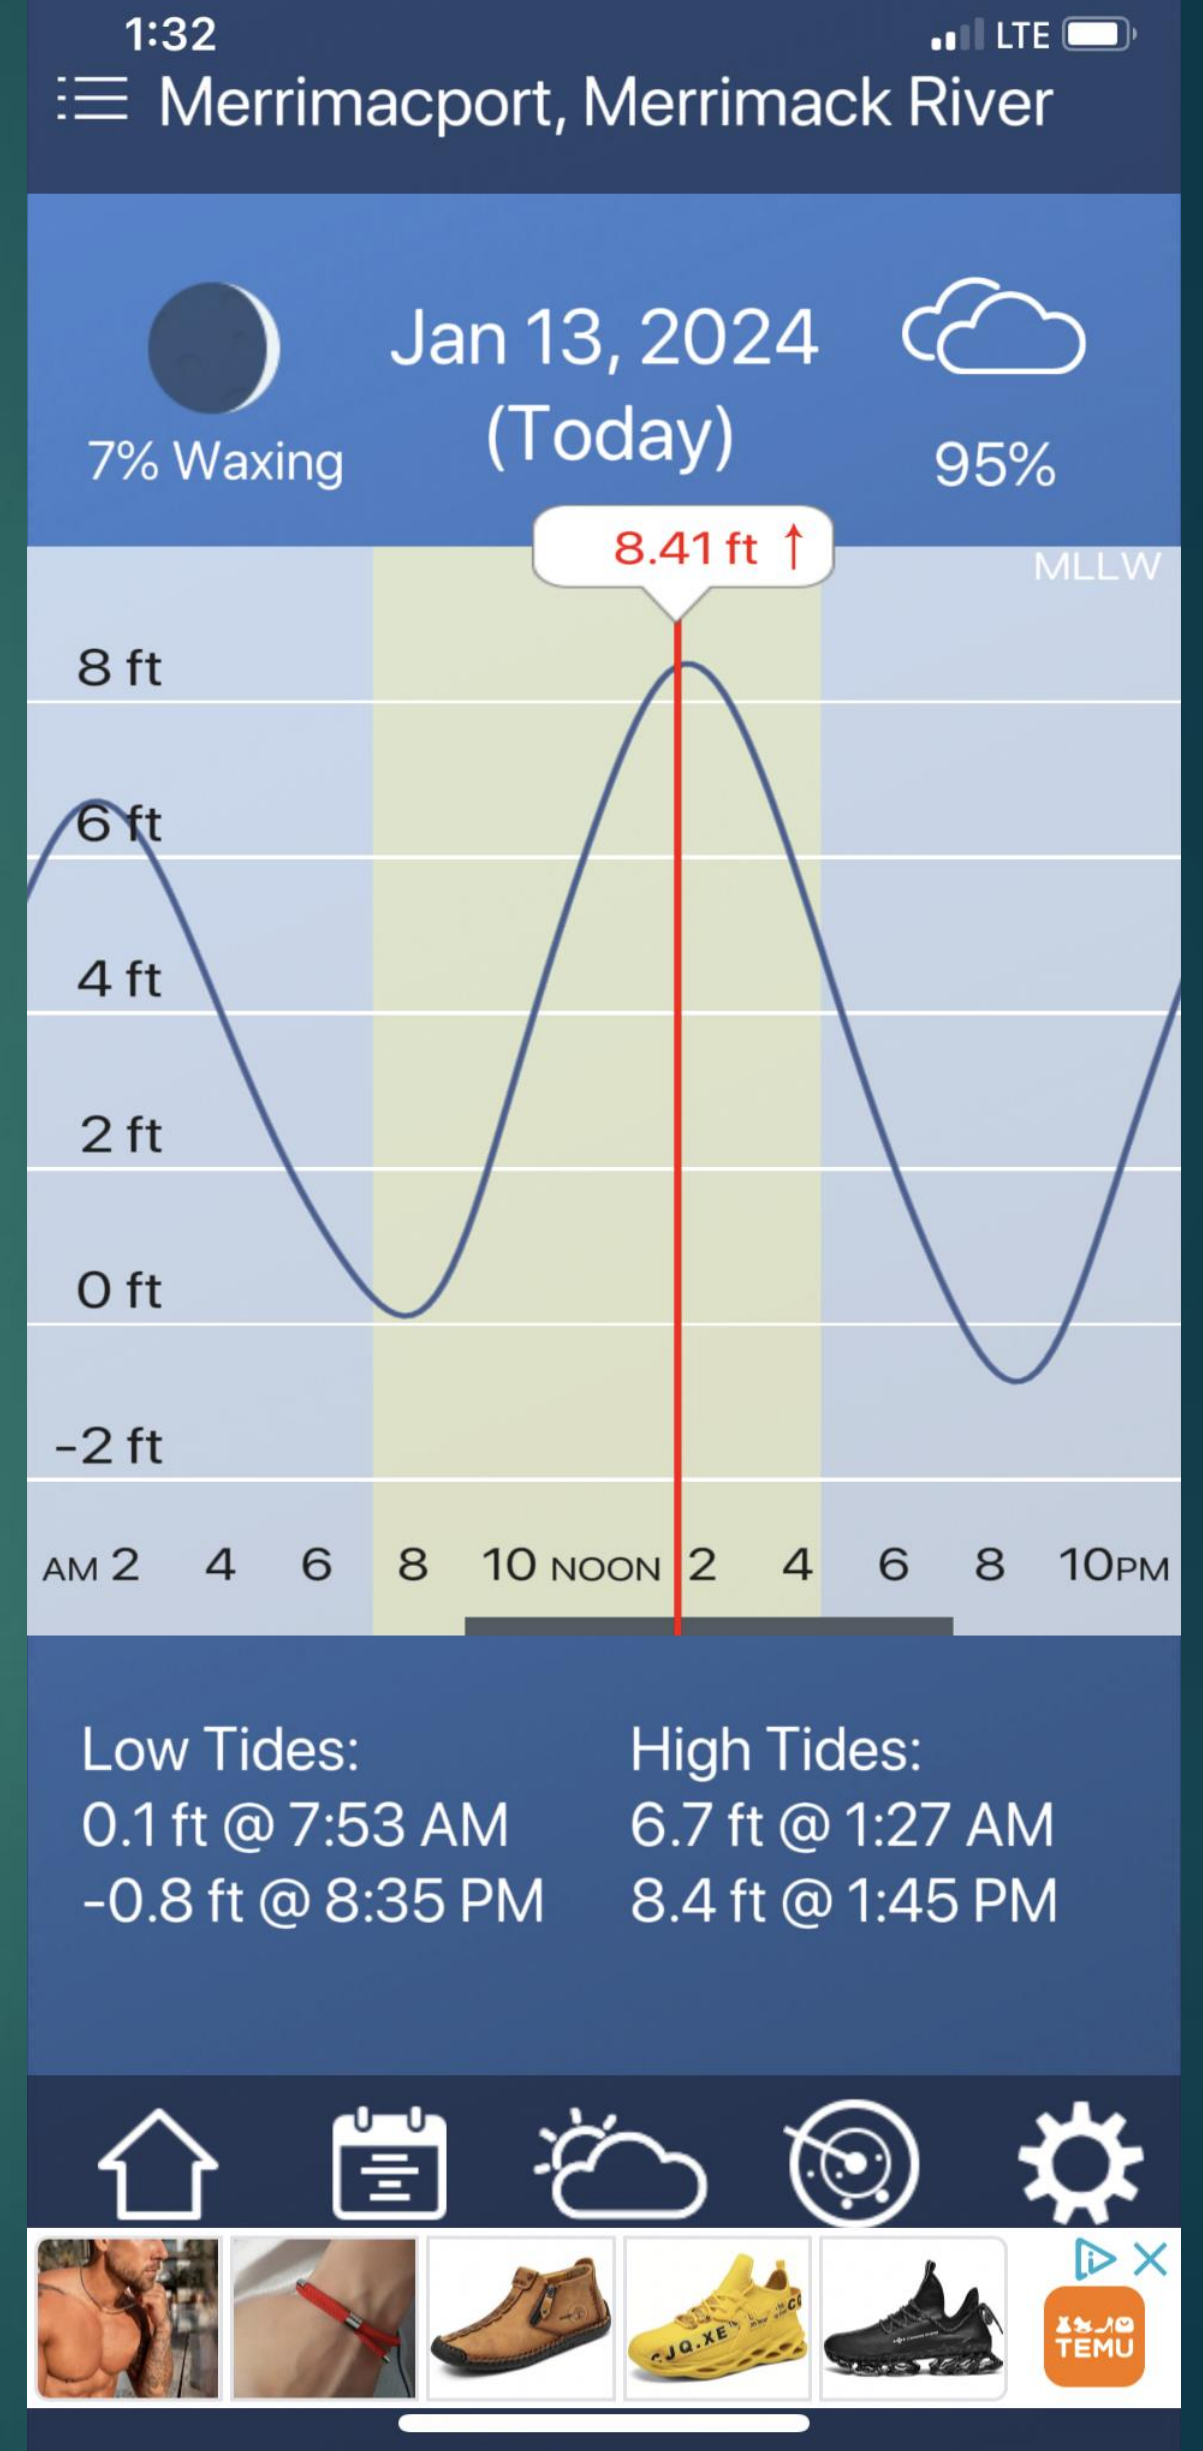 1:32 LTE
Merrimacport, Merrimack River
Jan 13, 2024
(Today)
7% Waxing
95%
8.41 ft ↑
MLLW
8 ft
6 ft
4 ft
2 ft
0 ft
-2 ft
AM 2 4 6 8 10 NOON 2 4 6 8 10PM
Low Tides:
0.1 ft @ 7:53 AM
-0.8 ft @ 8:35 PM
High Tides:
6.7 ft @ 1:27 AM
8.4 ft @ 1:45 PM
JQ.XE
TEMU